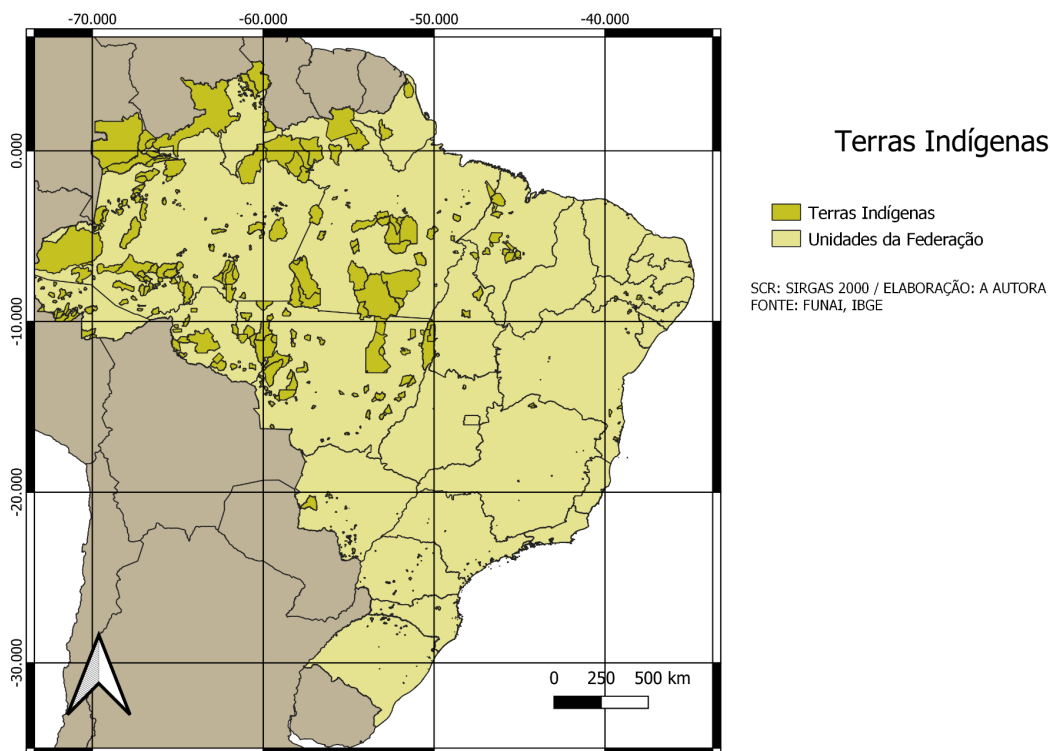 -70.000 -60.000 -50.000 -40.000
0.000
-10.000
-20.000
-30.000
0 250 500 km
Terras Indígenas
Terras Indígenas
Unidades da Federação
SCR: SIRGAS 2000 / ELABORAÇÃO: A AUTORA
FONTE: FUNAI, IBGE